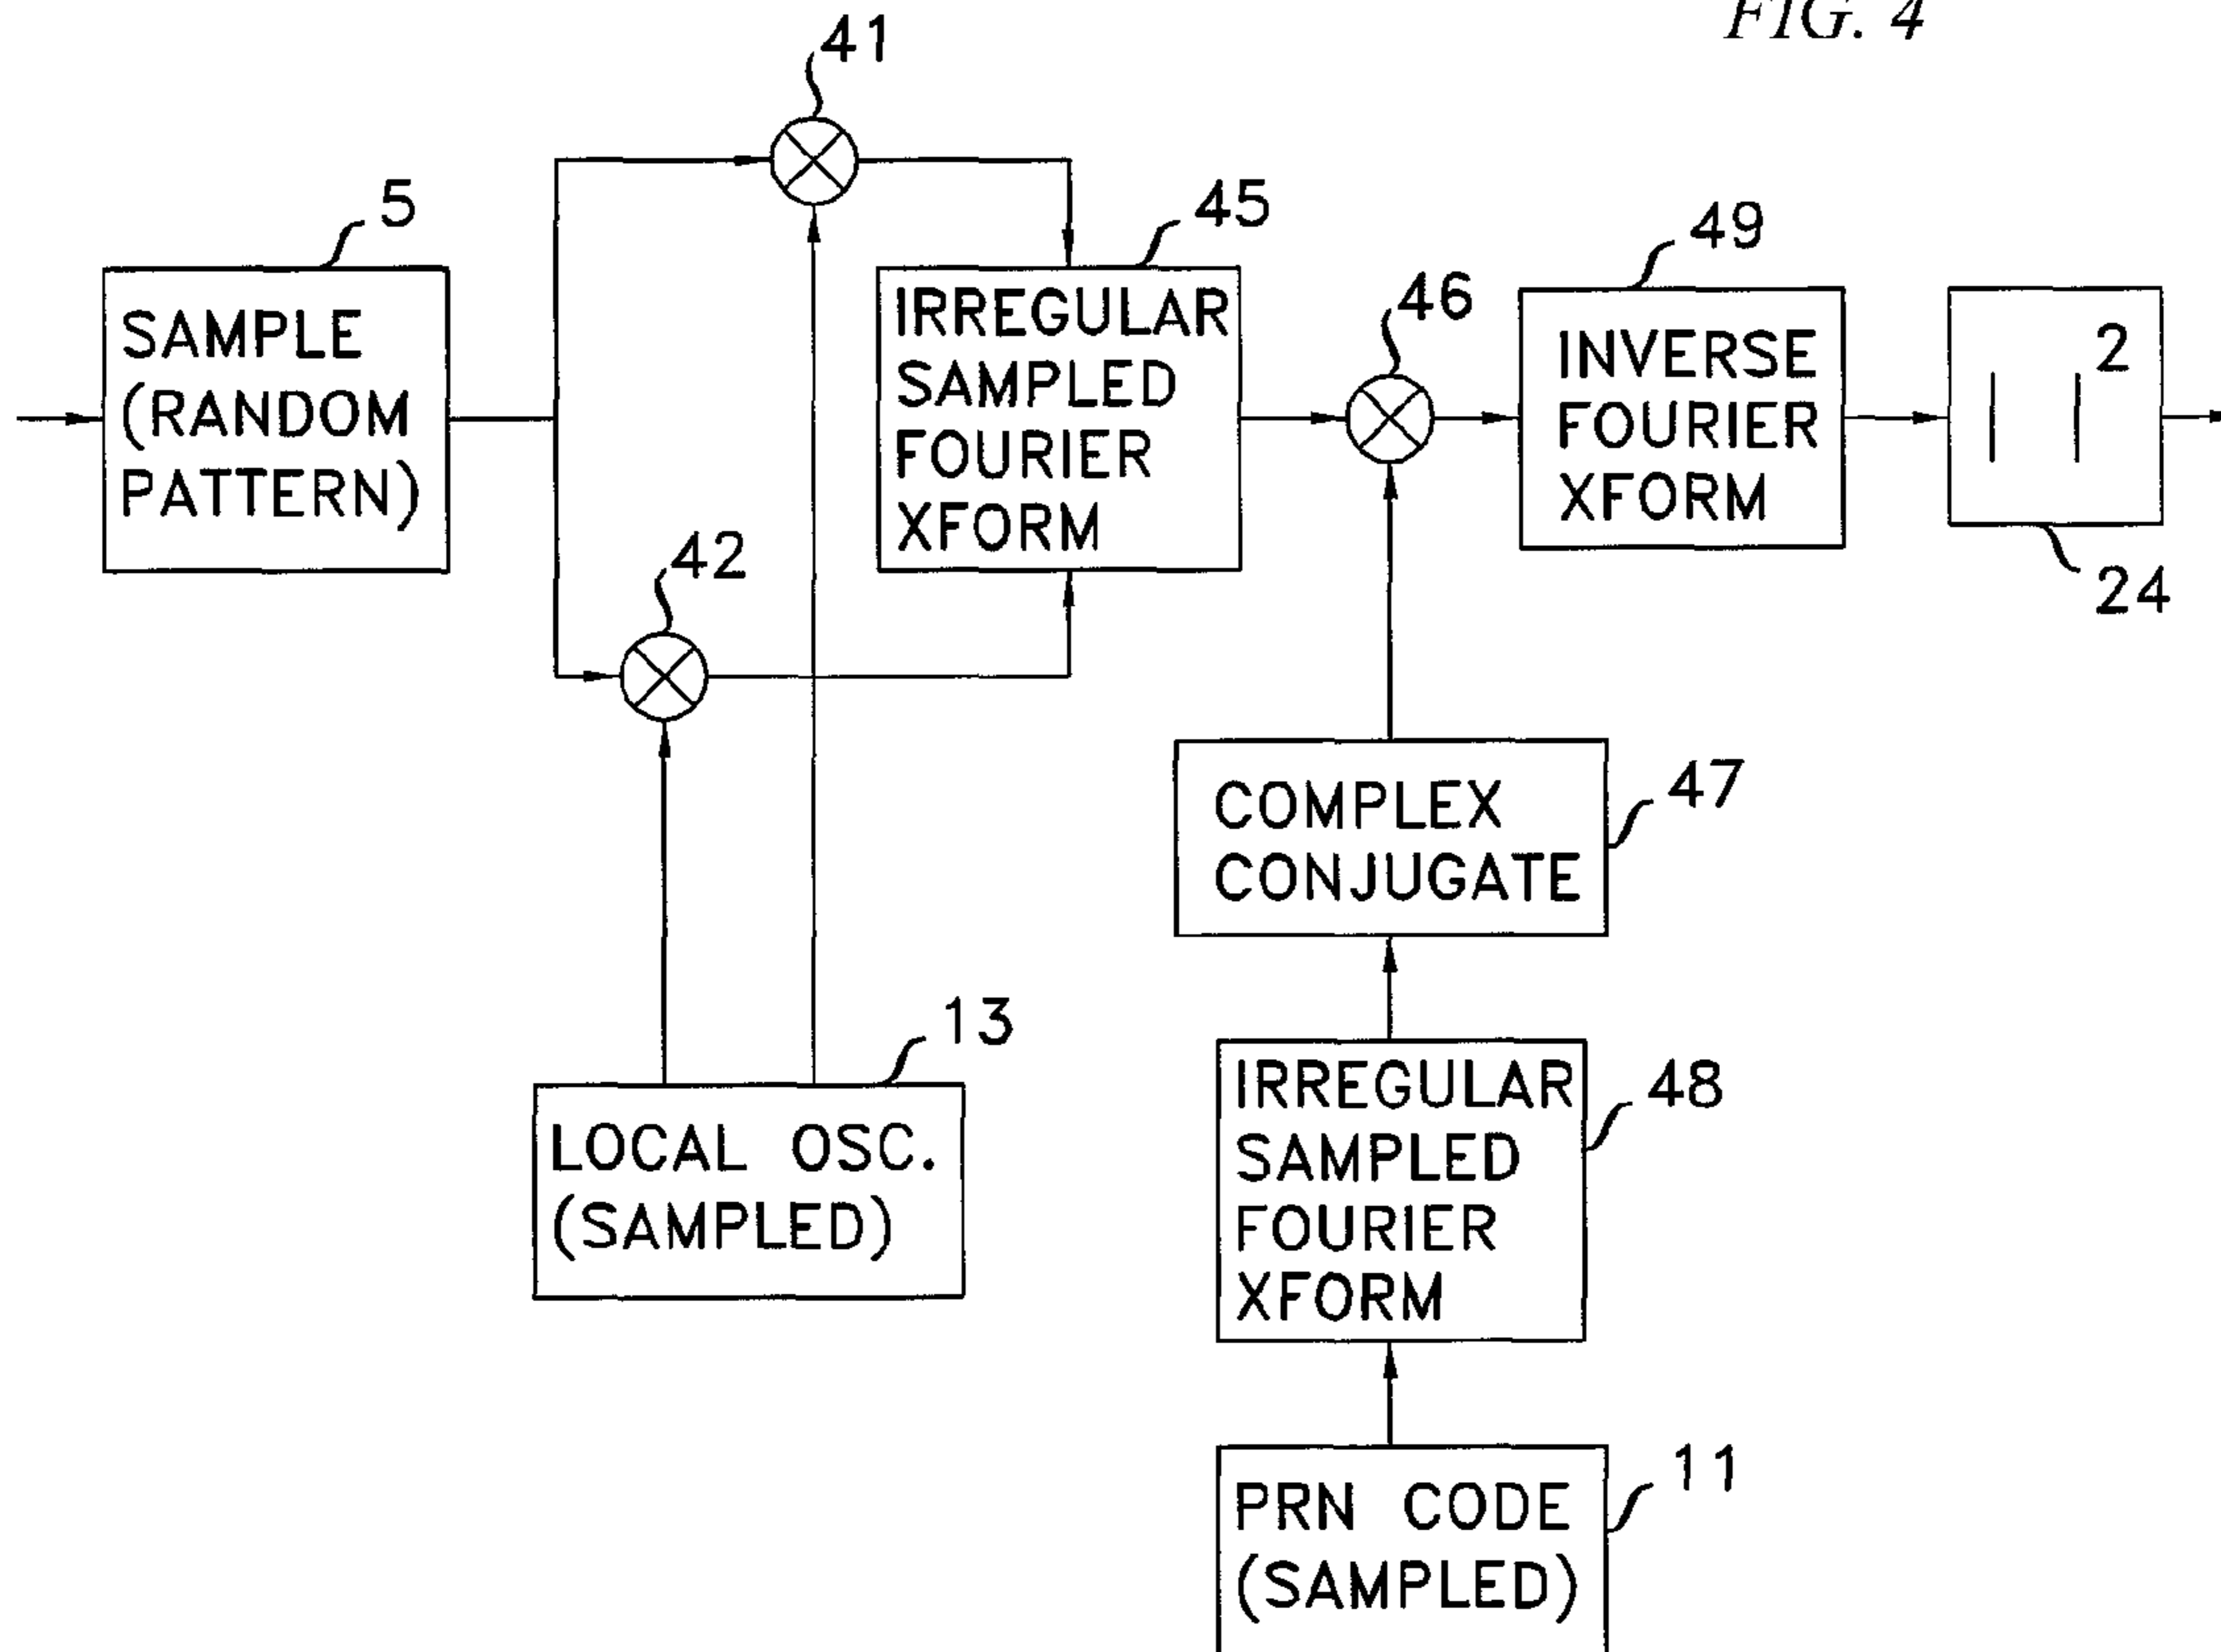 FIG. 4
41
5
SAMPLE
(RANDOM
PATTERN)
45
IRREGULAR
SAMPLED
FOURIER
XFORM
46
49
INVERSE
FOURIER
XFORM
| |2
24
42
COMPLEX
CONJUGATE
47
13
LOCAL OSC.
(SAMPLED)
IRREGULAR
SAMPLED
FOURIER
XFORM
48
PRN CODE
(SAMPLED)
11